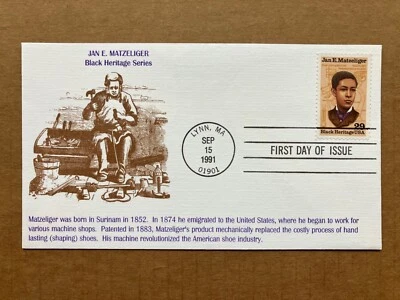 JAN E. MATZELIGER
Black Heritage Series
Jan E. Matzeliger
29
Black Heritage USA
LYNN, MA
SEP
15
1991
01901
FIRST DAY OF ISSUE
Matzeliger was born in Surinam in 1852. In 1874 he emigrated to the United States, where he began to work for
various machine shops. Patented in 1883, Matzeliger's product mechanically replaced the costly process of hand
lasting (shaping) shoes. His machine revolutionized the American shoe industry.